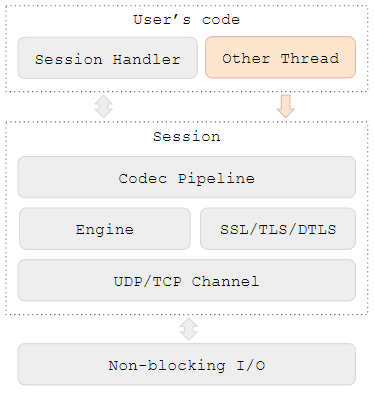 User’s code
Session Handler
Other Thread
Session
Codec Pipeline
Engine
SSL/TLS/DTLS
UDP/TCP Channel
Non-blocking I/O